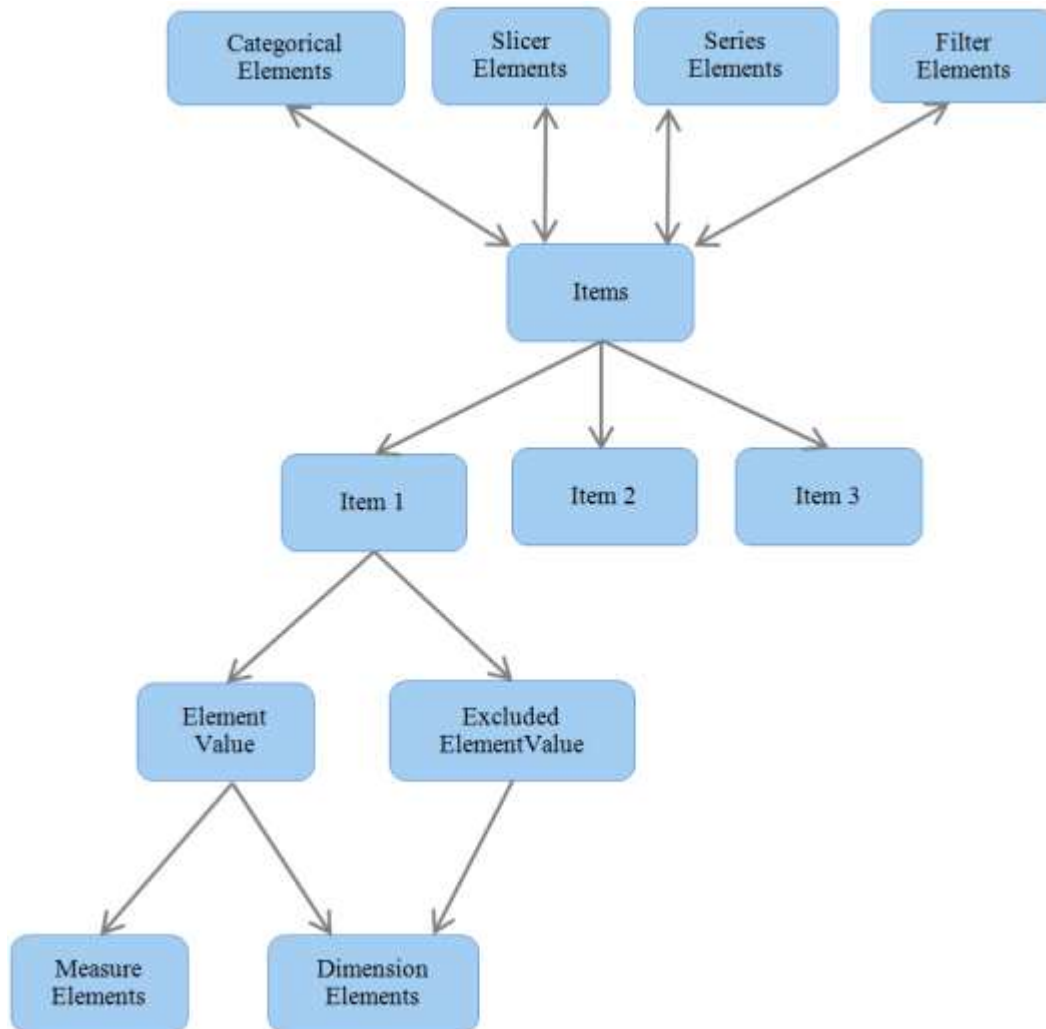 Categorical
Elements
Slicer
Elements
Series
Elements
Filter
Elements
Items
Item 1
Item 2
Item 3
Element
Value
Excluded
ElementValue
Measure
Elements
Dimension
Elements